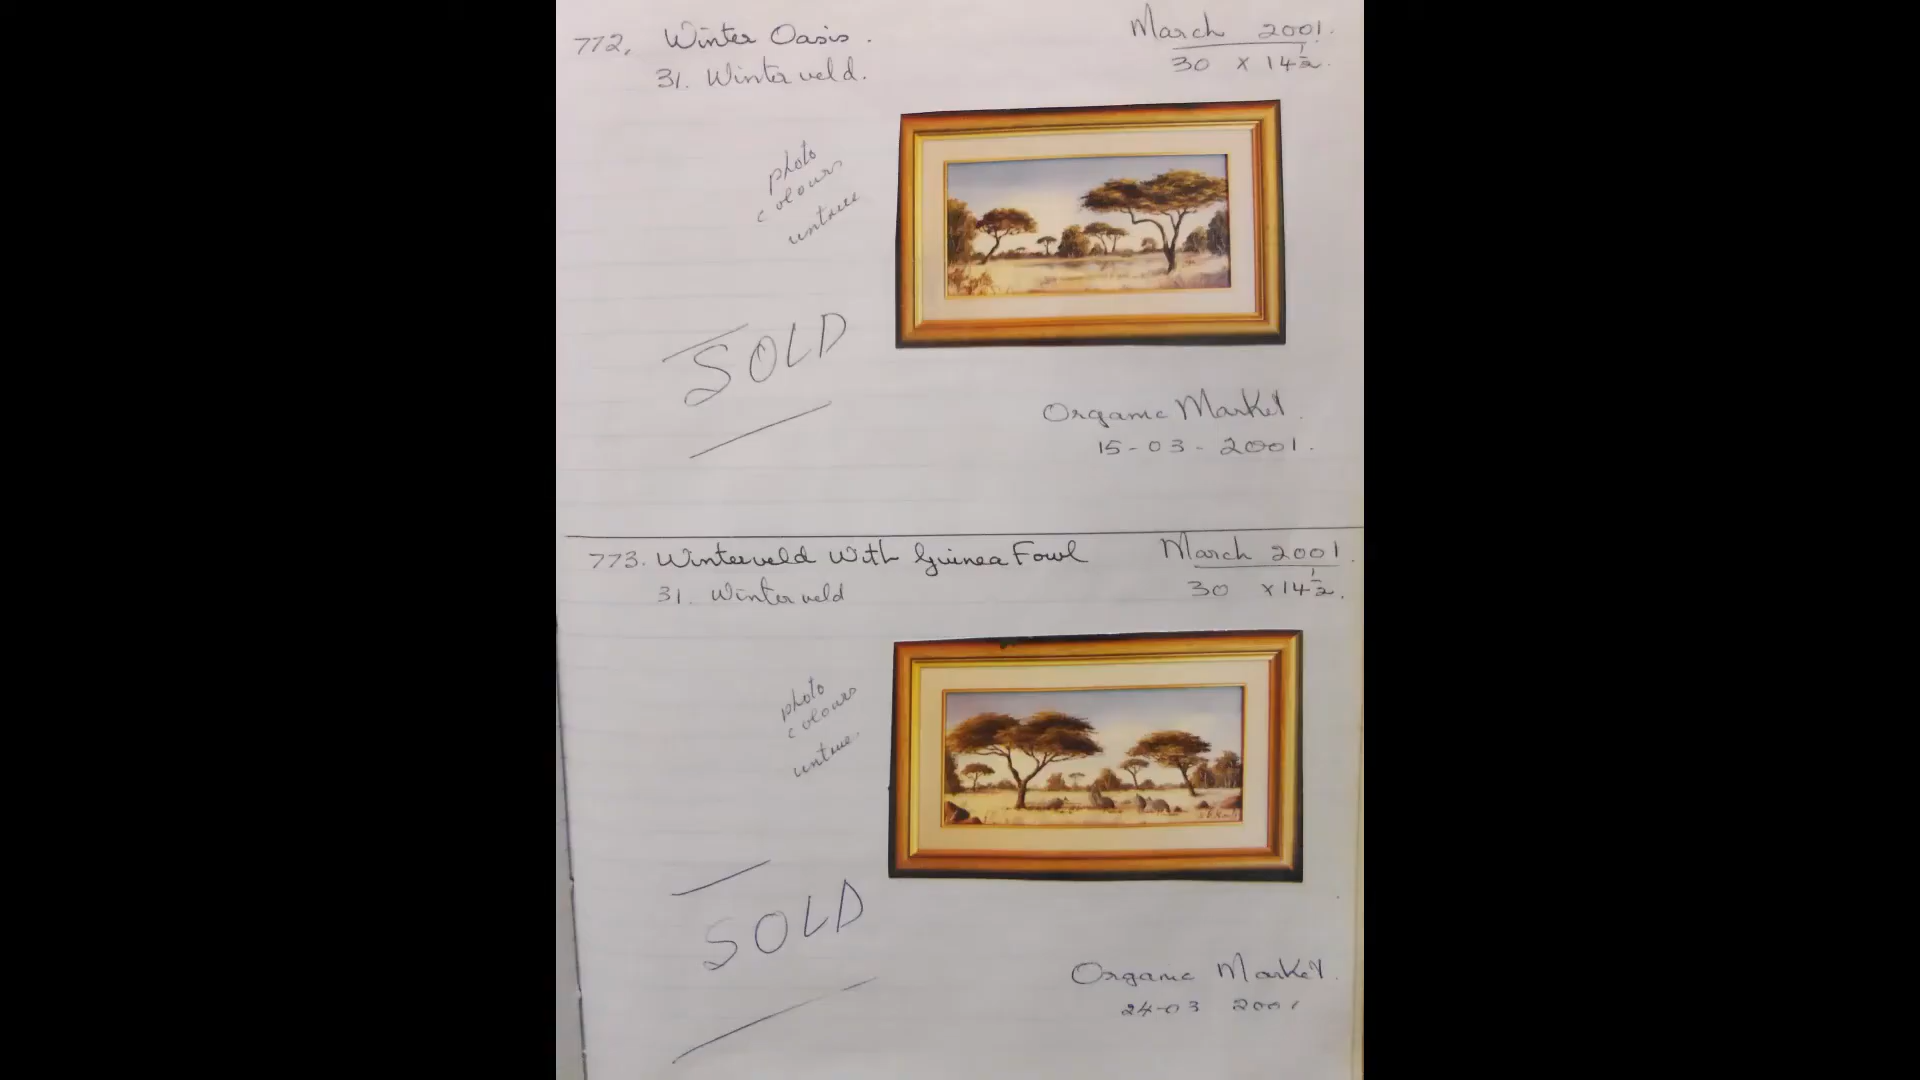 772. Winter Oasis. March 2001.
31. Winterveld. 30 x 14½.
photo
colours
untrue
SOLD
Organic Market.
15-03-2001.
773. Winterveld With Guinea Fowl March 2001.
31. Winterveld 30 x 14½.
photo
colours
untrue
SOLD
Organic Market.
24-03 2001